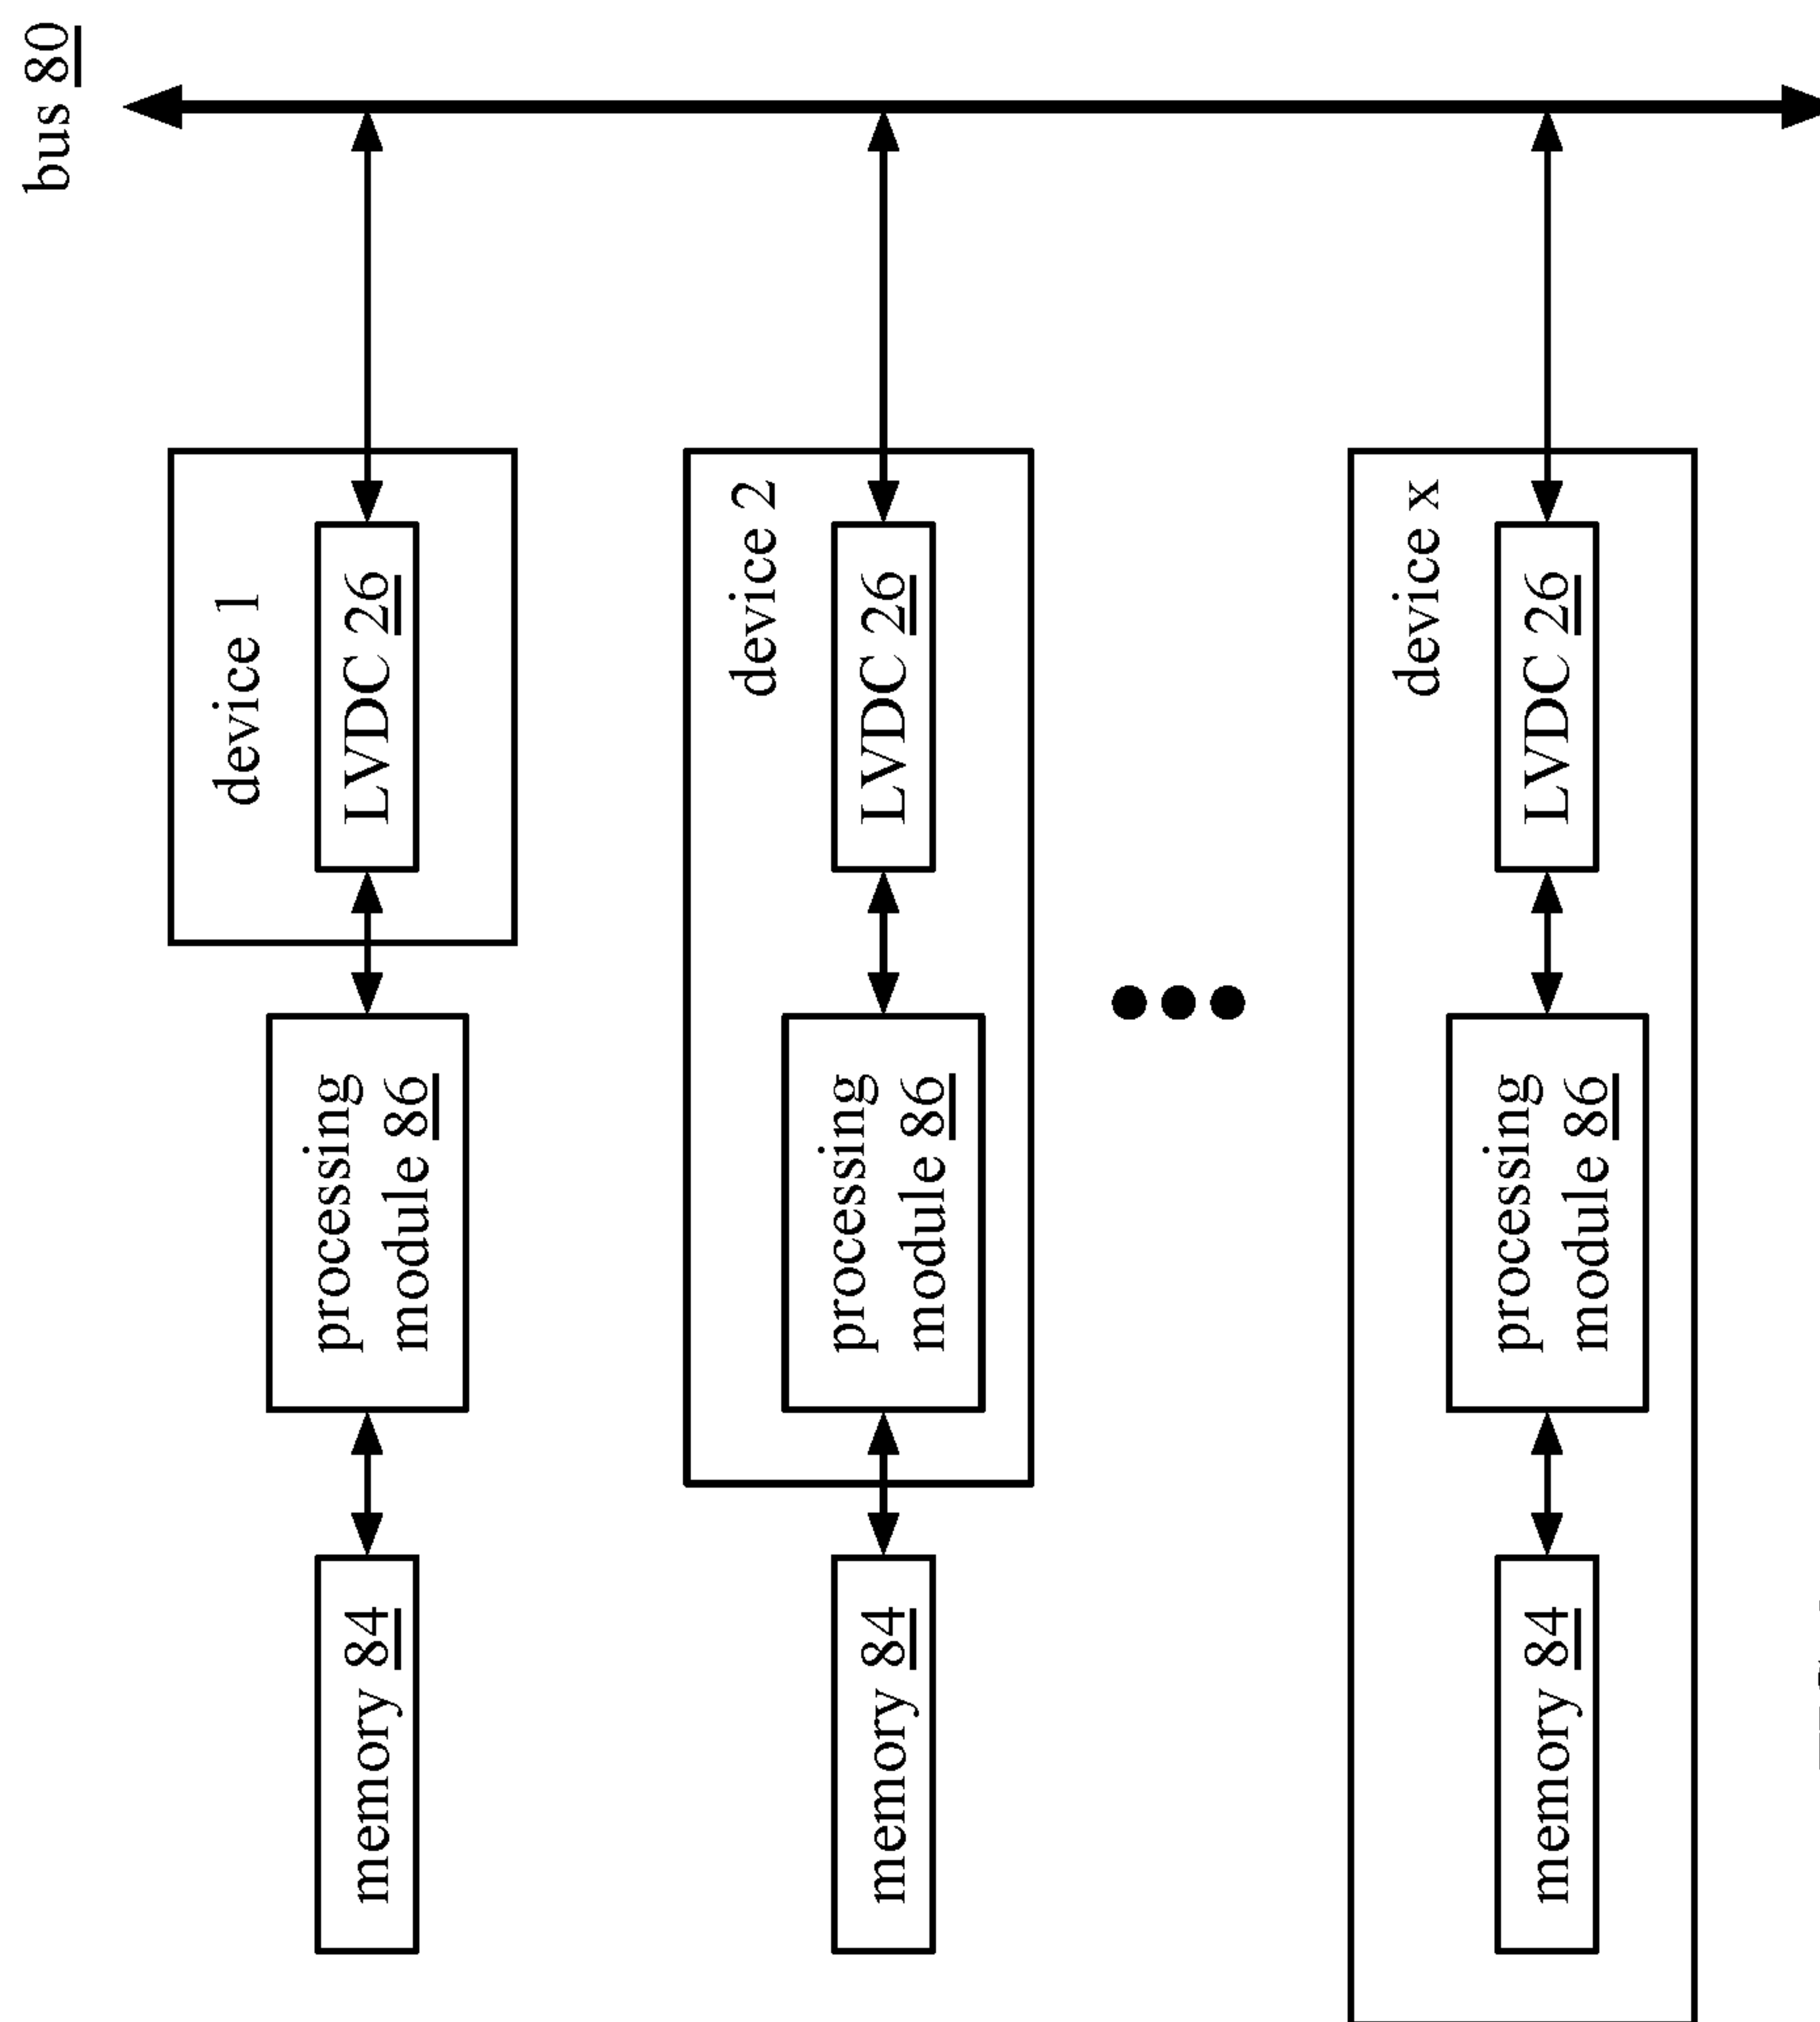 bus 80
device 1
LVDC 26
processing
module 86
memory 84
device 2
LVDC 26
processing
module 86
memory 84
device x
LVDC 26
processing
module 86
memory 84